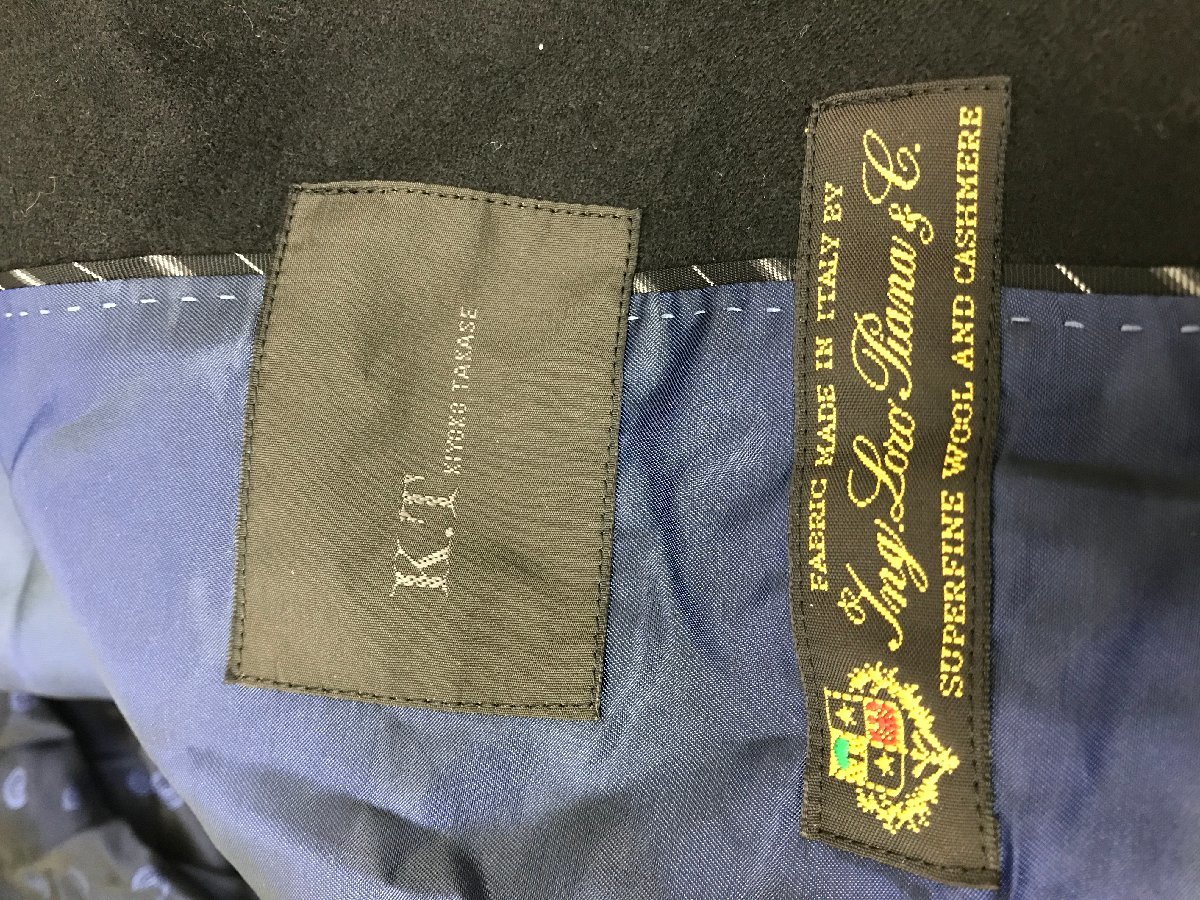 K.T
KIYOKO TAKASE
FABRIC MADE IN ITALY BY
Ing. Loro Piana & C.
SUPERFINE WOOL AND CASHMERE